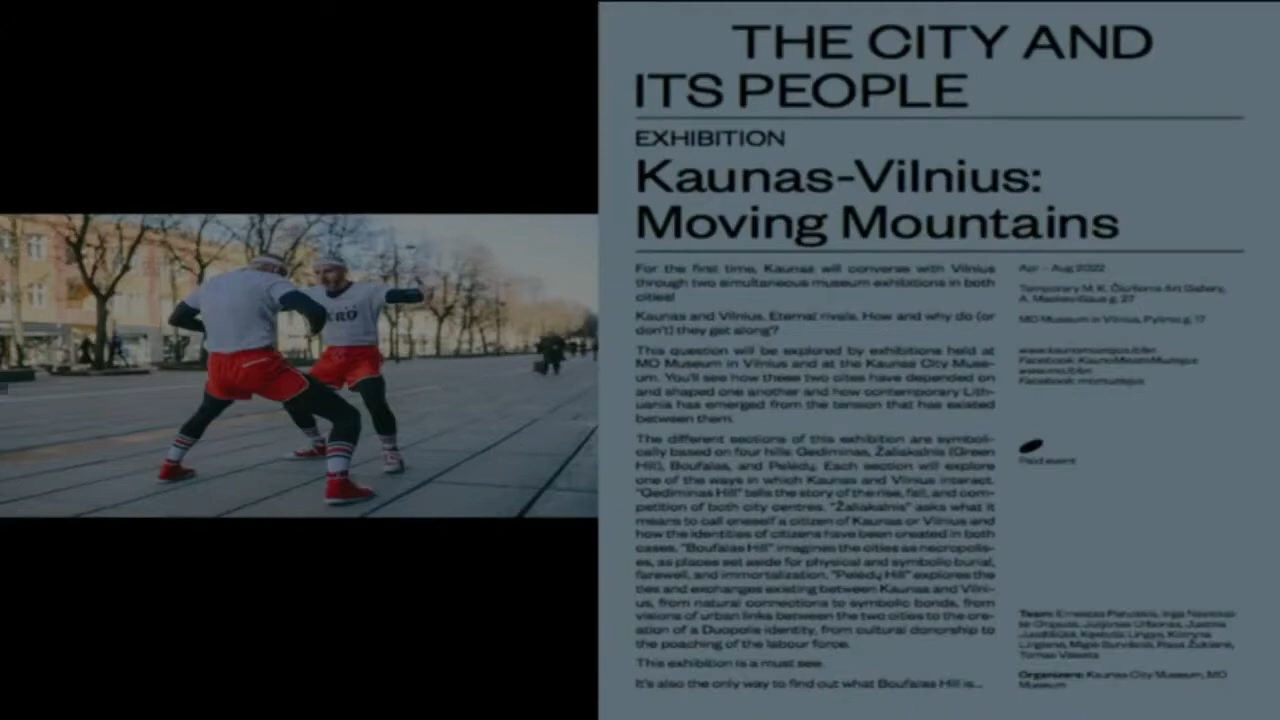 THE CITY AND
ITS PEOPLE
EXHIBITION
Kaunas-Vilnius:
Moving Mountains
For the first time, Kaunas will converse with Vilnius
through two simultaneous museum exhibitions in both
cities!
Kaunas and Vilnius. Eternal rivals. How and why do (or
don't) they get along?
This question will be explored by exhibitions held at
MO Museum in Vilnius and at the Kaunas City Muse-
um. You'll see how these two cities have depended on
and shaped one another and how contemporary Lith-
uania has emerged from the tension that has existed
between them.
The different sections of this exhibition are symboli-
cally based on four hills: Gediminas, Žaliakalnis (Green
Hill), Boufalas, and Pelėdų. Each section will explore
one of the ways in which Kaunas and Vilnius interact.
"Gediminas Hill" tells the story of the rise, fall, and com-
petition of both city centres. "Žaliakalnis" asks what it
means to call oneself a citizen of Kaunas or Vilnius and
how the identities of citizens have been created in both
cases. "Boufalas Hill" imagines the cities as necropolis-
es, as places set aside for physical and symbolic burial,
farewell, and immortalization. "Pelėdų Hill" explores the
ties and exchanges existing between Kaunas and Vilni-
us, from natural connections to symbolic bonds, from
visions of urban links between the two cities to the cre-
ation of a Duopolis identity, from cultural donorship to
the poaching of the labour force.
This exhibition is a must see.
It's also the only way to find out what Boufalas Hill is...
Apr – Aug 2022
Temporary M. K. Čiurlionis Art Gallery,
A. Mackevičiaus g. 27
MO Museum in Vilnius, Pylimo g. 17
Paid event
Team:
Organizers: Kaunas City Museum, MO
Museum